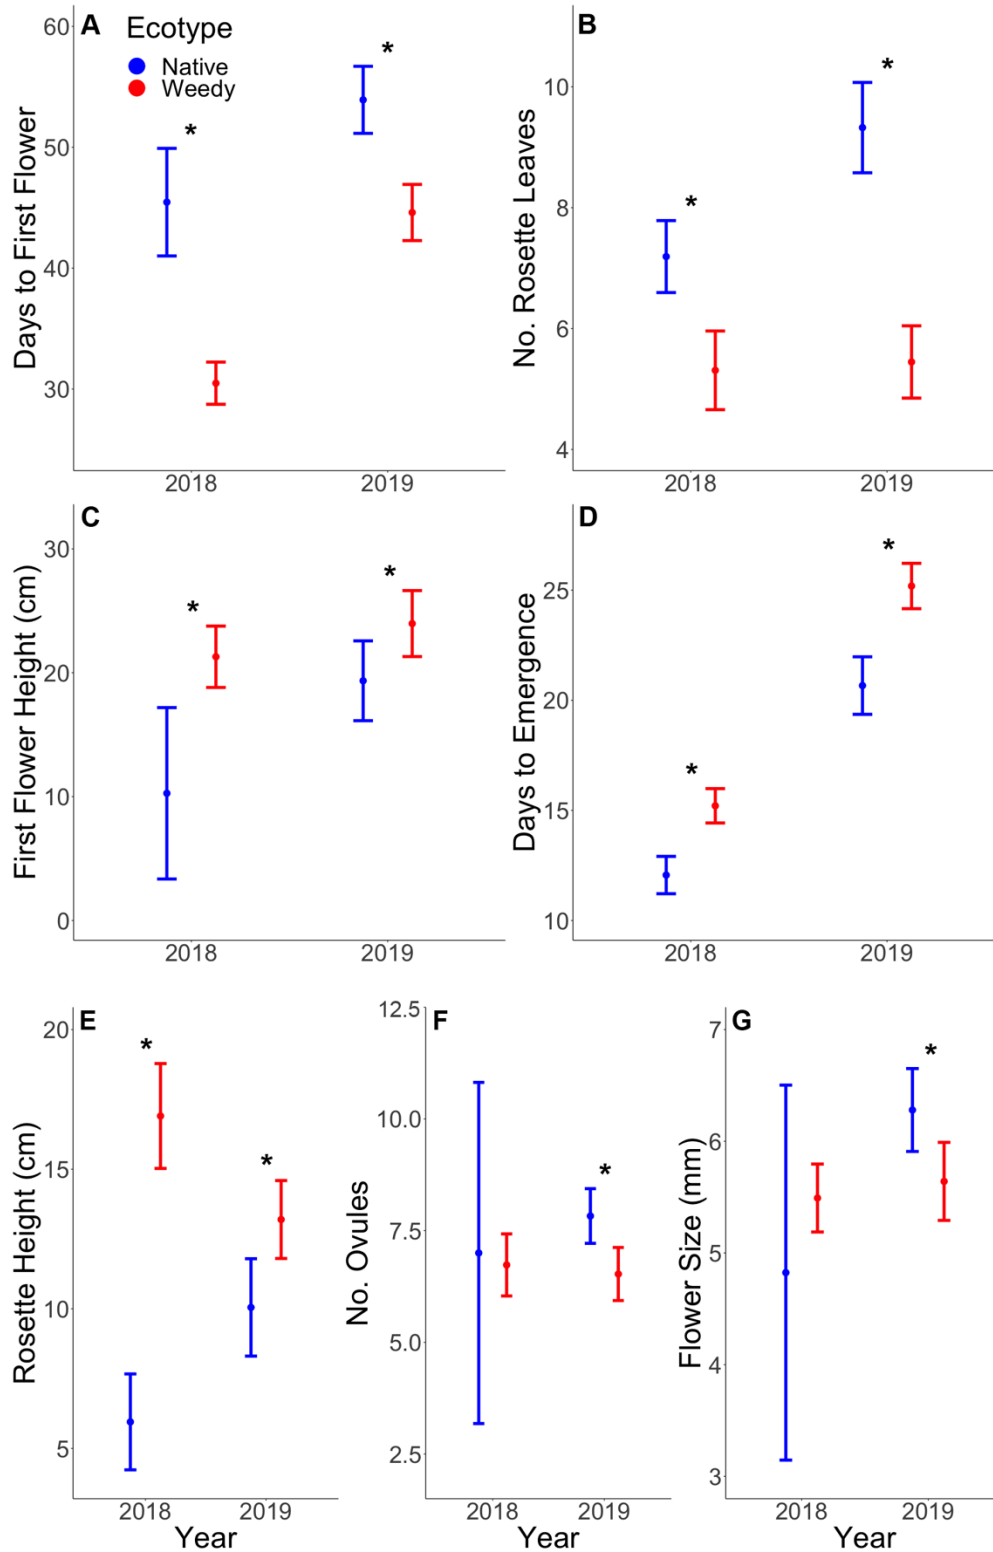 A
Ecotype
Native
Weedy
Days to First Flower
60
50
40
30
*
*
2018
2019
B
No. Rosette Leaves
10
8
6
4
*
*
2018
2019
C
First Flower Height (cm)
30
20
10
0
*
*
2018
2019
D
Days to Emergence
25
20
15
10
*
*
2018
2019
E
Rosette Height (cm)
20
15
10
5
*
*
2018
2019
Year
F
No. Ovules
12.5
10.0
7.5
5.0
2.5
*
2018
2019
G
Flower Size (mm)
7
6
5
4
3
*
2018
2019
Year